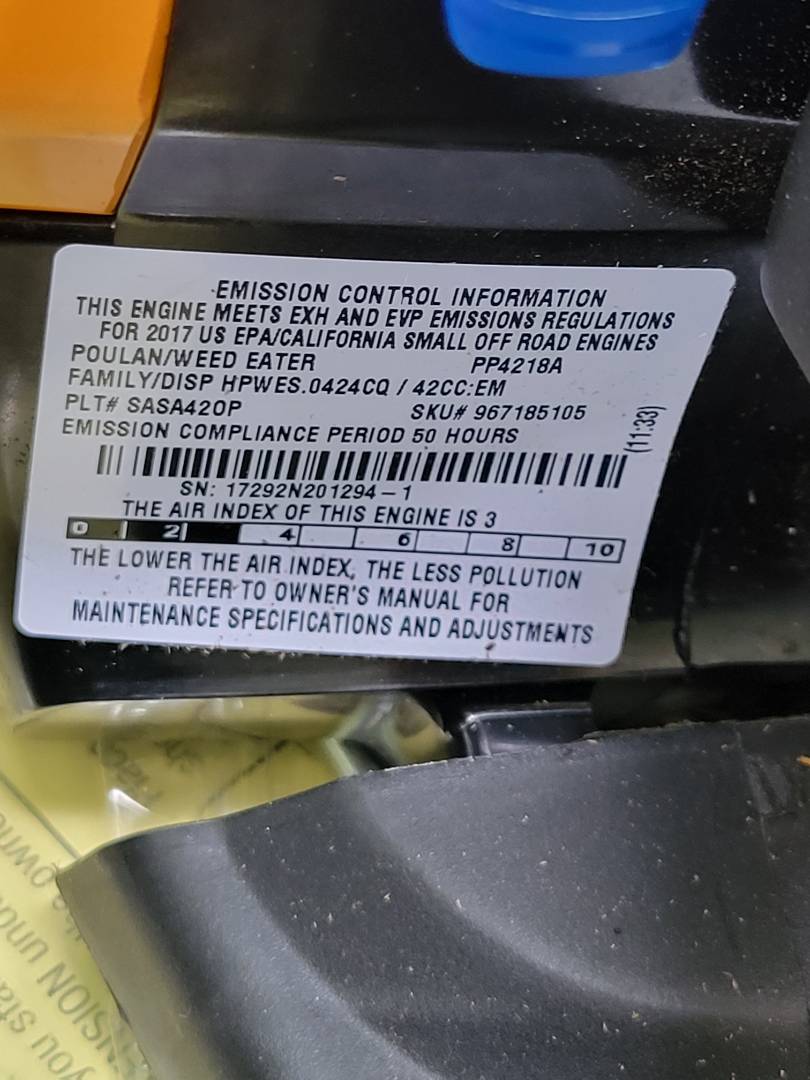 EMISSION CONTROL INFORMATION
THIS ENGINE MEETS EXH AND EVP EMISSIONS REGULATIONS
FOR 2017 US EPA/CALIFORNIA SMALL OFF ROAD ENGINES
POULAN/WEED EATER PP4218A
FAMILY/DISP HPWES.0424CQ / 42CC:EM
PLT# SASA420P SKU# 967185105
EMISSION COMPLIANCE PERIOD 50 HOURS
(11:33)
SN: 17292N201294-1
THE AIR INDEX OF THIS ENGINE IS 3
0 2 4 6 8 10
THE LOWER THE AIR INDEX, THE LESS POLLUTION
REFER TO OWNER'S MANUAL FOR
MAINTENANCE SPECIFICATIONS AND ADJUSTMENTS
you sta